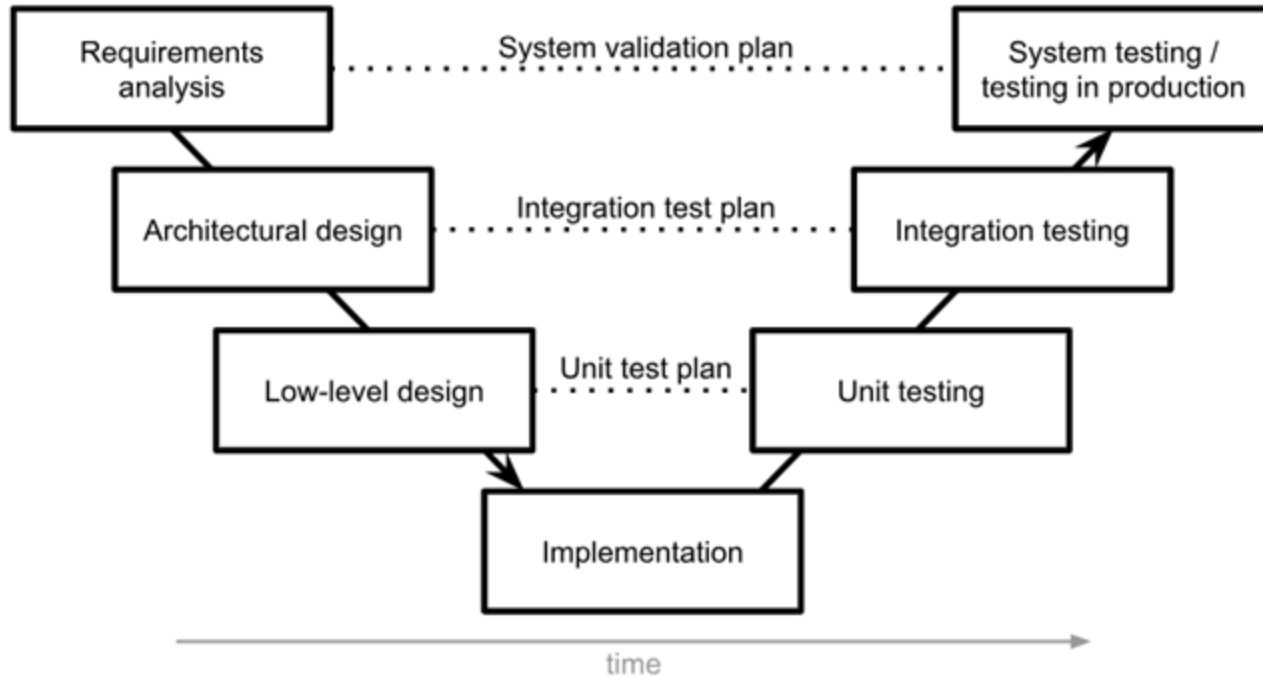 Requirements
analysis
System validation plan
System testing /
testing in production
Architectural design
Integration test plan
Integration testing
Low-level design
Unit test plan
Unit testing
Implementation
time